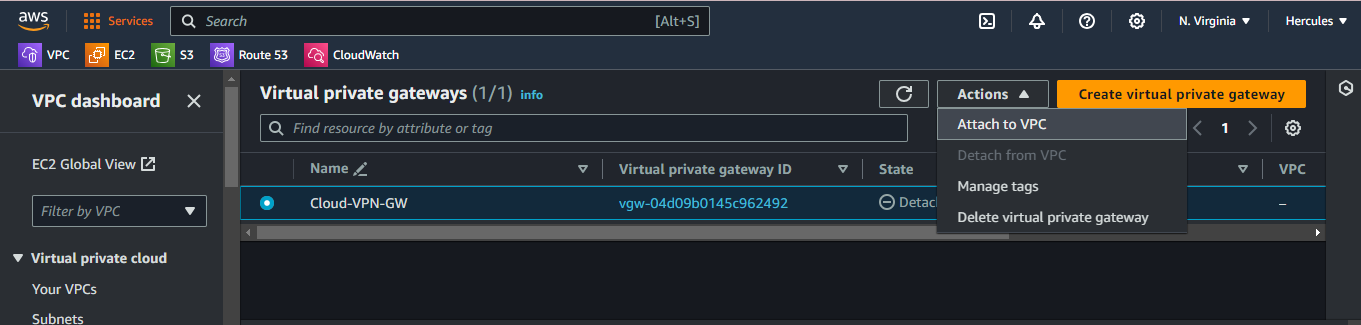 aws Services Search [Alt+S] N. Virginia Hercules
VPC EC2 S3 Route 53 CloudWatch
VPC dashboard
EC2 Global View
Filter by VPC
Virtual private cloud
Your VPCs
Subnets
Virtual private gateways (1/1) info
Actions
Create virtual private gateway
Find resource by attribute or tag
1
Attach to VPC
Detach from VPC
Manage tags
Delete virtual private gateway
Name Virtual private gateway ID State VPC
Cloud-VPN-GW vgw-04d09b0145c962492 Detach –